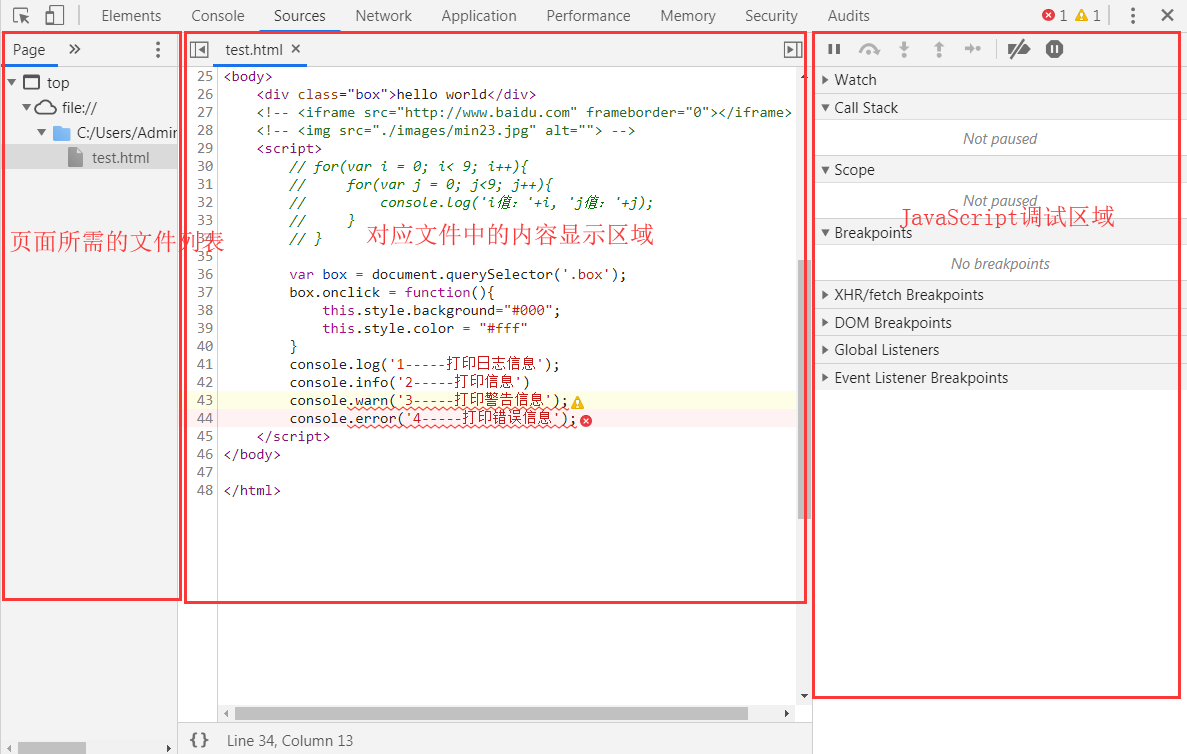 Elements Console Sources Network Application Performance Memory Security Audits 1 1
Page
top
file://
C:/Users/Admin
test.html
页面所需的文件列表
test.html
25 <body>
26 <div class="box">hello world</div>
27 <!-- <iframe src="http://www.baidu.com" frameborder="0"></iframe>
28 <!-- <img src="./images/min23.jpg" alt=""> -->
29 <script>
30 // for(var i = 0; i< 9; i++){
31 // for(var j = 0; j<9; j++){
32 // console.log('i值: '+i, 'j值: '+j);
33 // }
34 // }
35
36 var box = document.querySelector('.box');
37 box.onclick = function(){
38 this.style.background="#000";
39 this.style.color = "#fff"
40 }
41 console.log('1-----打印日志信息');
42 console.info('2-----打印信息')
43 console.warn('3-----打印警告信息');
44 console.error('4-----打印错误信息');
45 </script>
46 </body>
47
48 </html>
对应文件中的内容显示区域
{} Line 34, Column 13
Watch
Call Stack
Not paused
Scope
Not paused
JavaScript调试区域
Breakpoints
No breakpoints
XHR/fetch Breakpoints
DOM Breakpoints
Global Listeners
Event Listener Breakpoints